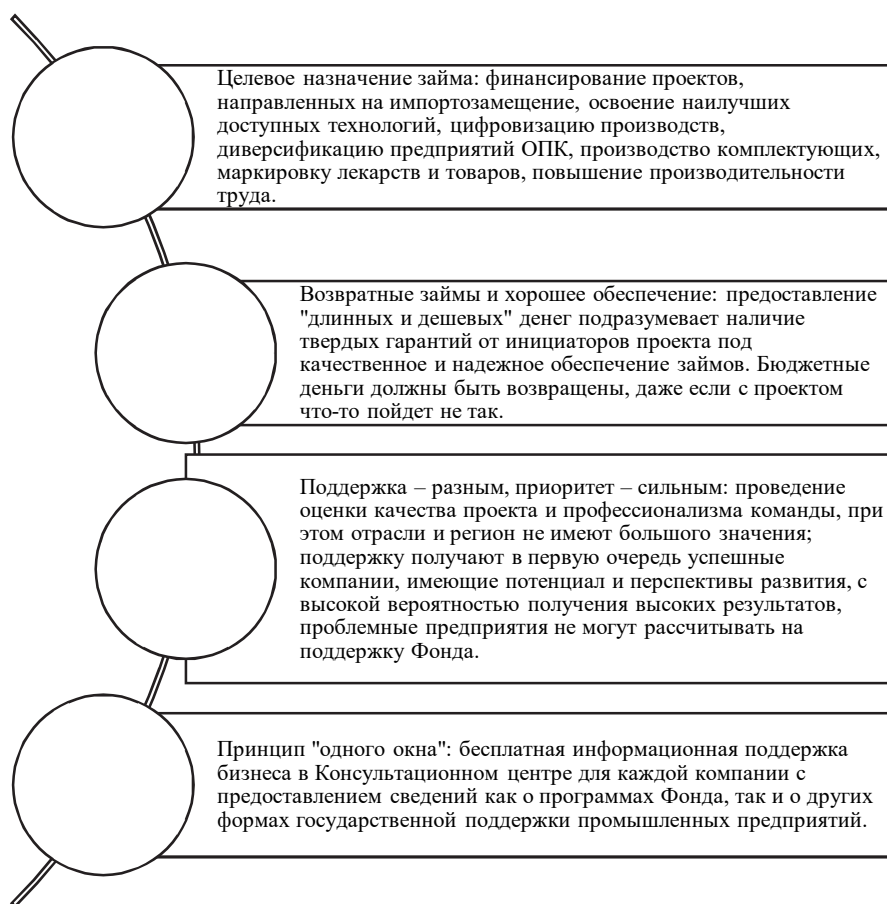 Целевое назначение займа: финансирование проектов,
направленных на импортозамещение, освоение наилучших
доступных технологий, цифровизацию производств,
диверсификацию предприятий ОПК, производство комплектующих,
маркировку лекарств и товаров, повышение производительности
труда.
Возвратные займы и хорошее обеспечение: предоставление
"длинных и дешевых" денег подразумевает наличие
твердых гарантий от инициаторов проекта под
качественное и надежное обеспечение займов. Бюджетные
деньги должны быть возвращены, даже если с проектом
что-то пойдет не так.
Поддержка – разным, приоритет – сильным: проведение
оценки качества проекта и профессионализма команды, при
этом отрасли и регион не имеют большого значения;
поддержку получают в первую очередь успешные
компании, имеющие потенциал и перспективы развития, с
высокой вероятностью получения высоких результатов,
проблемные предприятия не могут рассчитывать на
поддержку Фонда.
Принцип "одного окна": бесплатная информационная поддержка
бизнеса в Консультационном центре для каждой компании с
предоставлением сведений как о программах Фонда, так и о других
формах государственной поддержки промышленных предприятий.